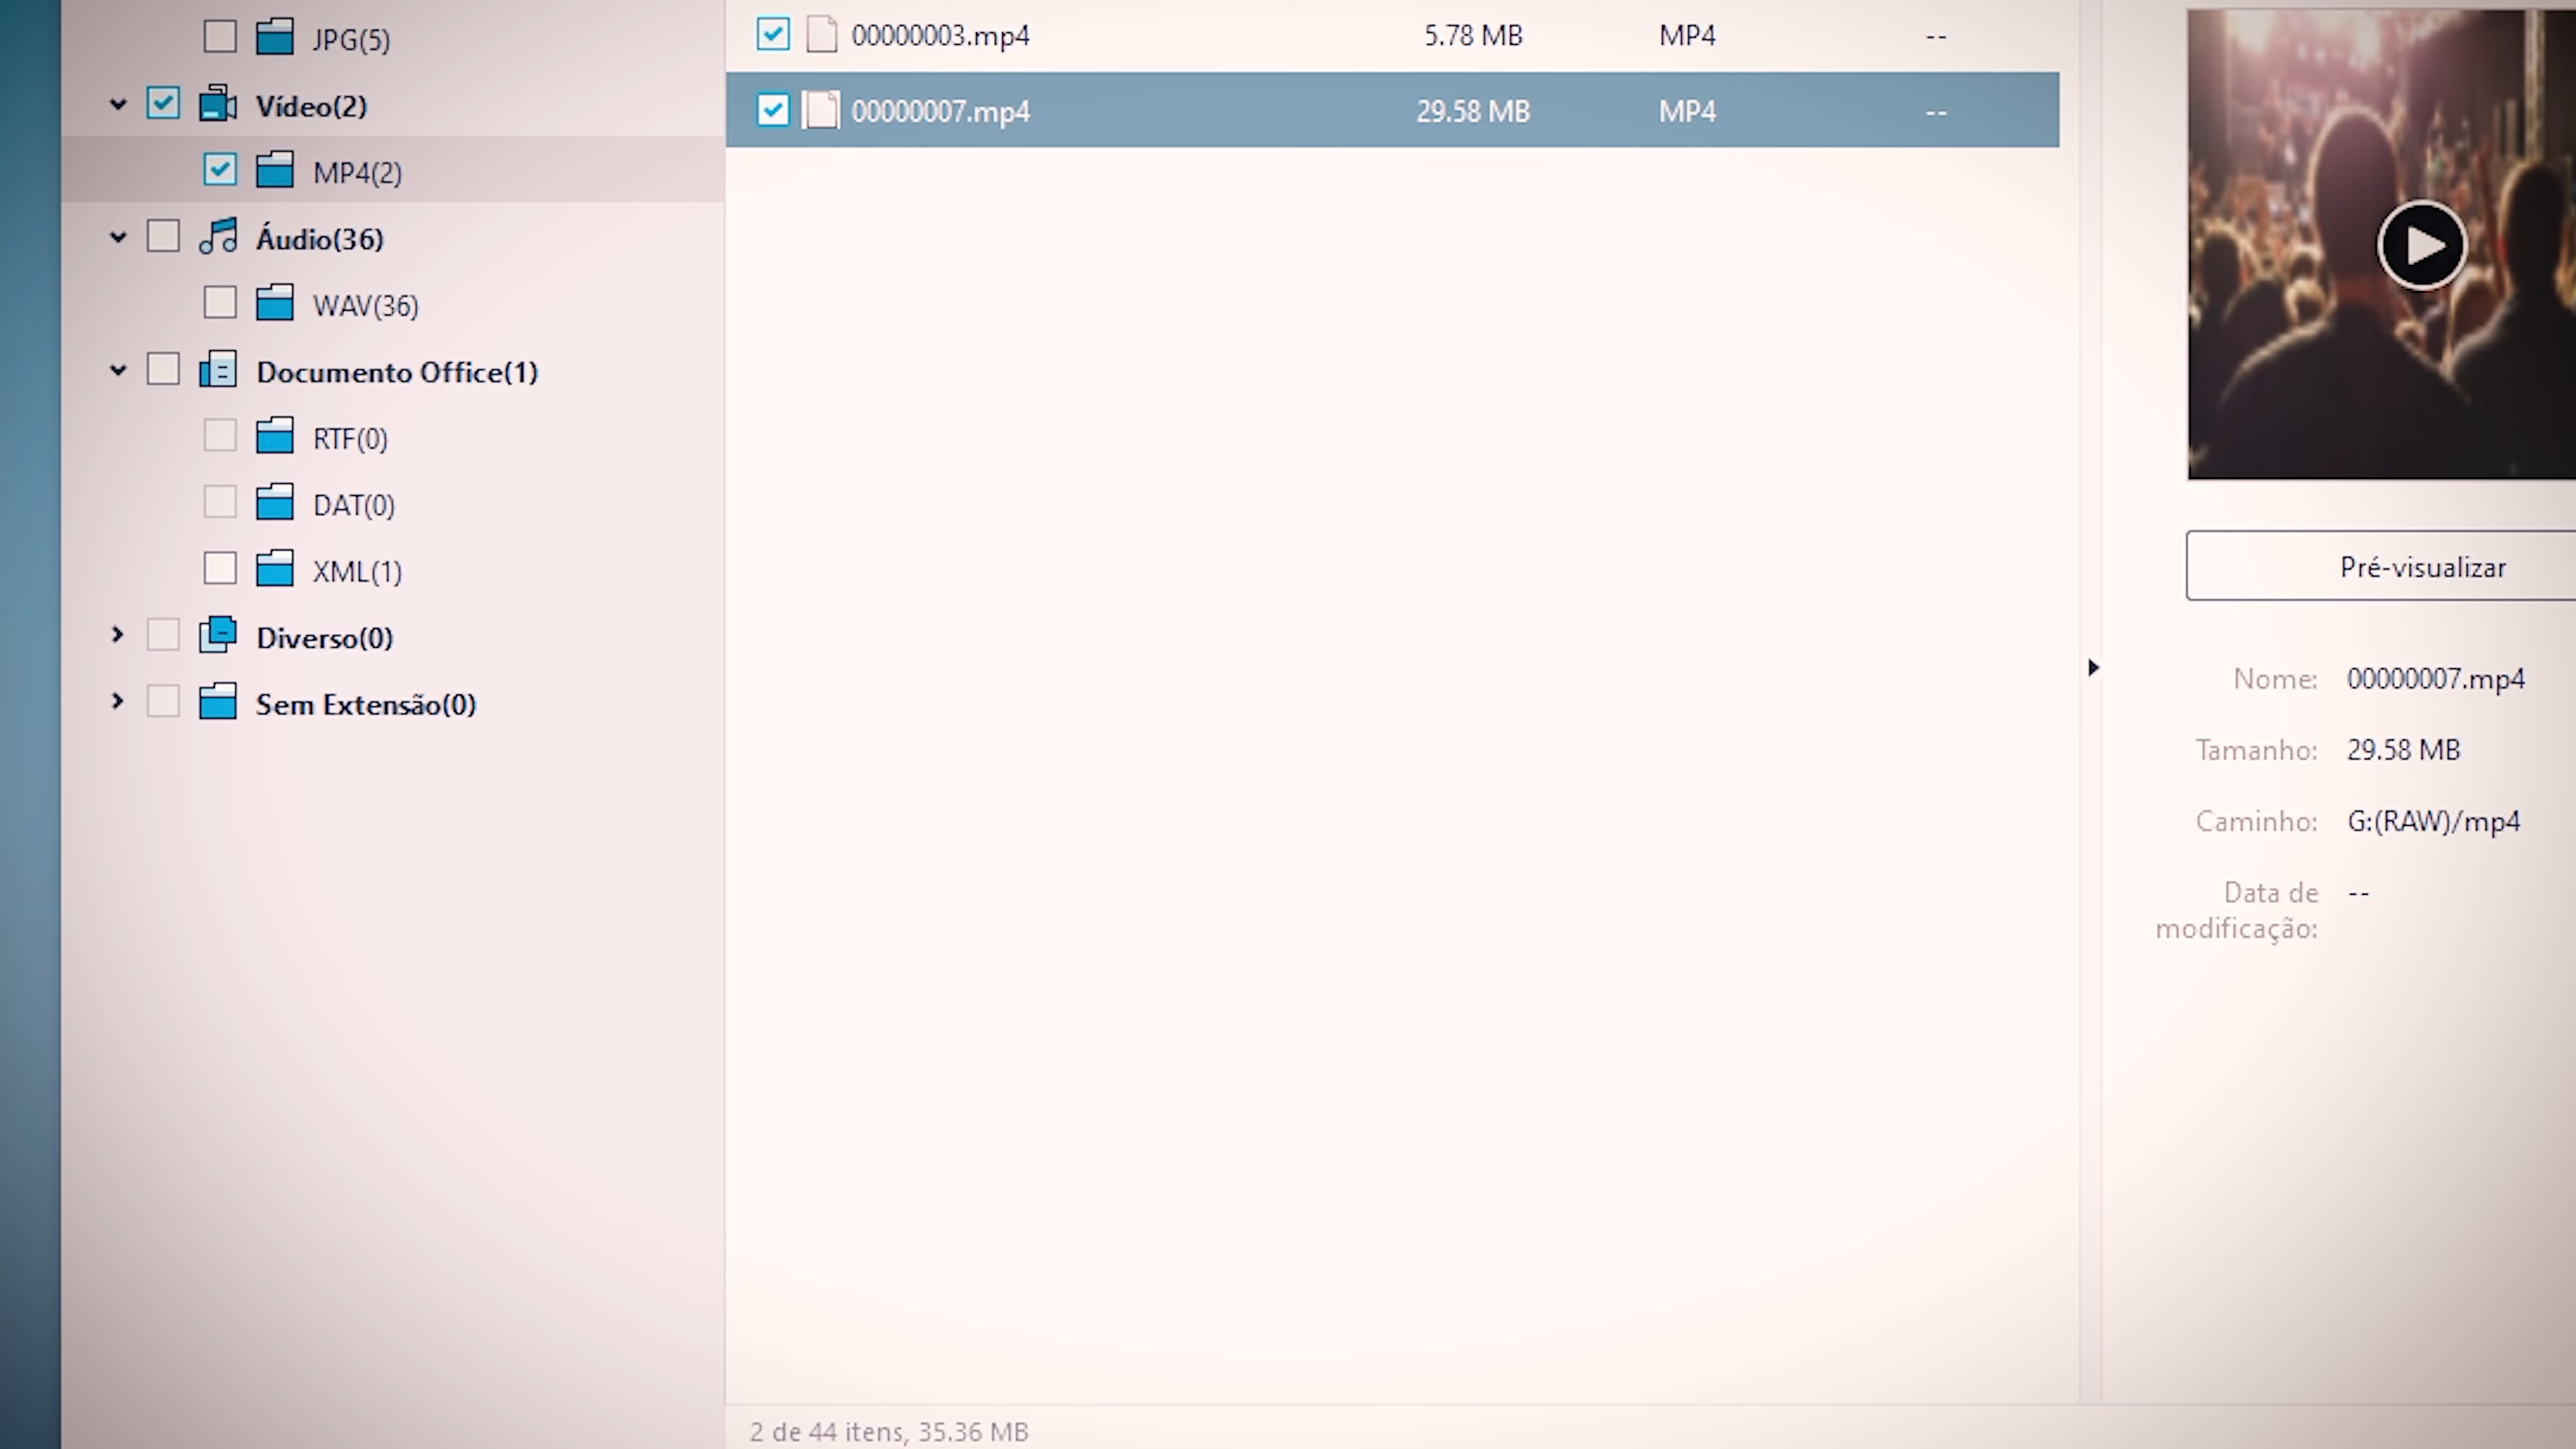 JPG(5)
Vídeo(2)
MP4(2)
Áudio(36)
WAV(36)
Documento Office(1)
RTF(0)
DAT(0)
XML(1)
Diverso(0)
Sem Extensão(0)
00000003.mp4 5.78 MB MP4 --
00000007.mp4 29.58 MB MP4 --
2 de 44 itens, 35.36 MB
Pré-visualizar
Nome: 00000007.mp4
Tamanho: 29.58 MB
Caminho: G:(RAW)/mp4
Data de --
modificação: